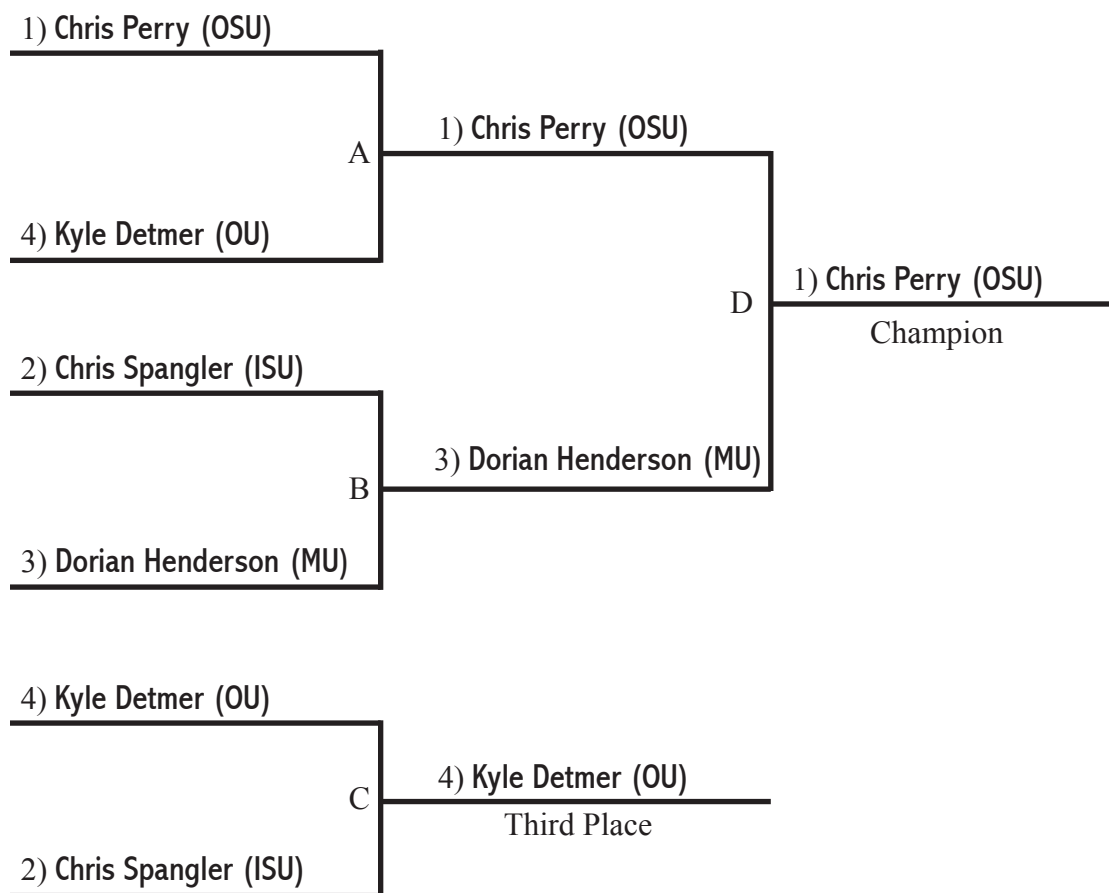 1) Chris Perry (OSU)
A
1) Chris Perry (OSU)
4) Kyle Detmer (OU)
D
1) Chris Perry (OSU)
Champion
2) Chris Spangler (ISU)
B
3) Dorian Henderson (MU)
3) Dorian Henderson (MU)
4) Kyle Detmer (OU)
C
4) Kyle Detmer (OU)
Third Place
2) Chris Spangler (ISU)